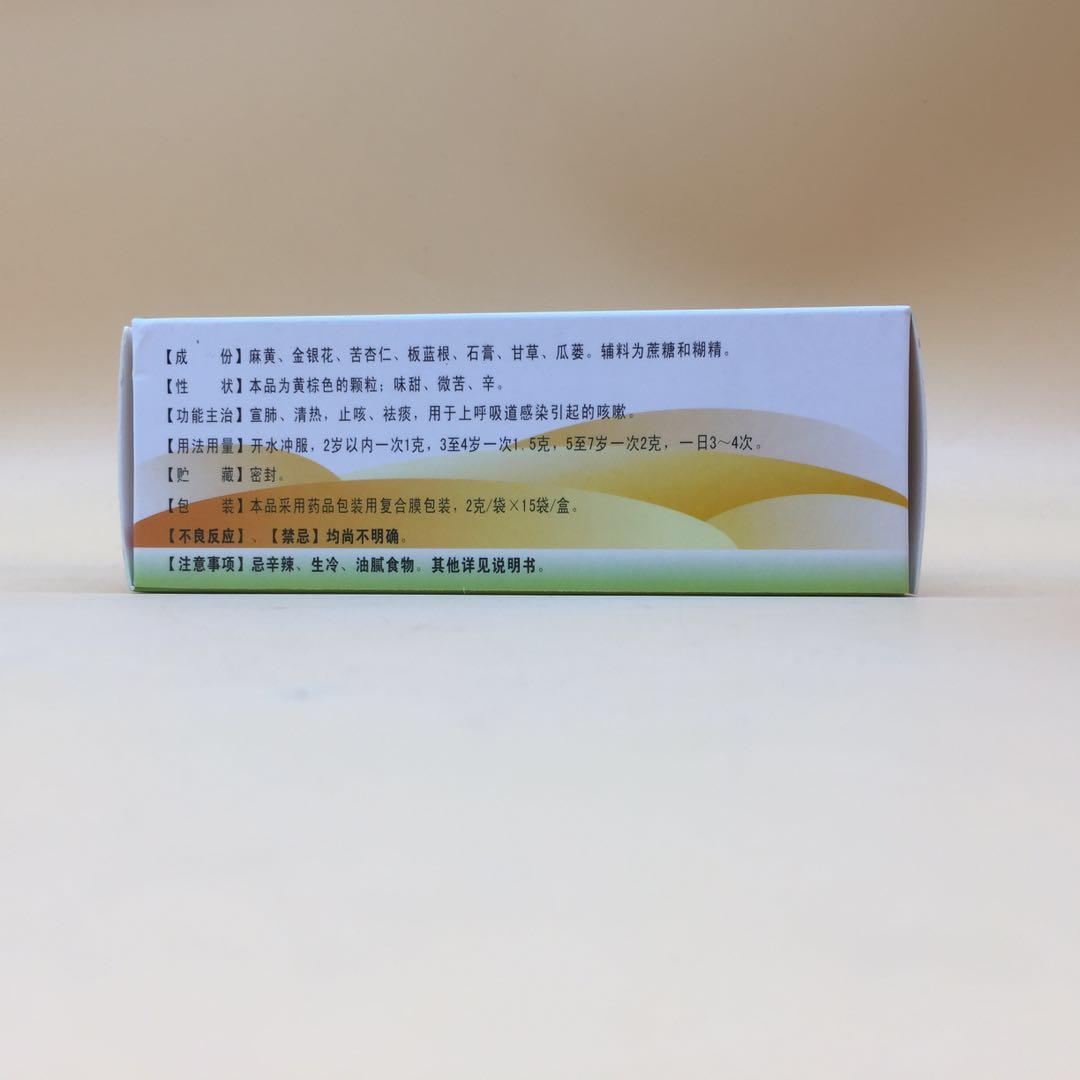 【成 份】麻黄、金银花、苦杏仁、板蓝根、石膏、甘草、瓜蒌。辅料为蔗糖和糊精。
【性 状】本品为黄棕色的颗粒；味甜、微苦、辛。
【功能主治】宣肺、清热，止咳、祛痰，用于上呼吸道感染引起的咳嗽。
【用法用量】开水冲服，2岁以内一次1克，3至4岁一次1.5克，5至7岁一次2克，一日3～4次。
【贮 藏】密封。
【包 装】本品采用药品包装用复合膜包装，2克/袋×15袋/盒。
【不良反应】、【禁忌】均尚不明确。
【注意事项】忌辛辣、生冷、油腻食物。其他详见说明书。